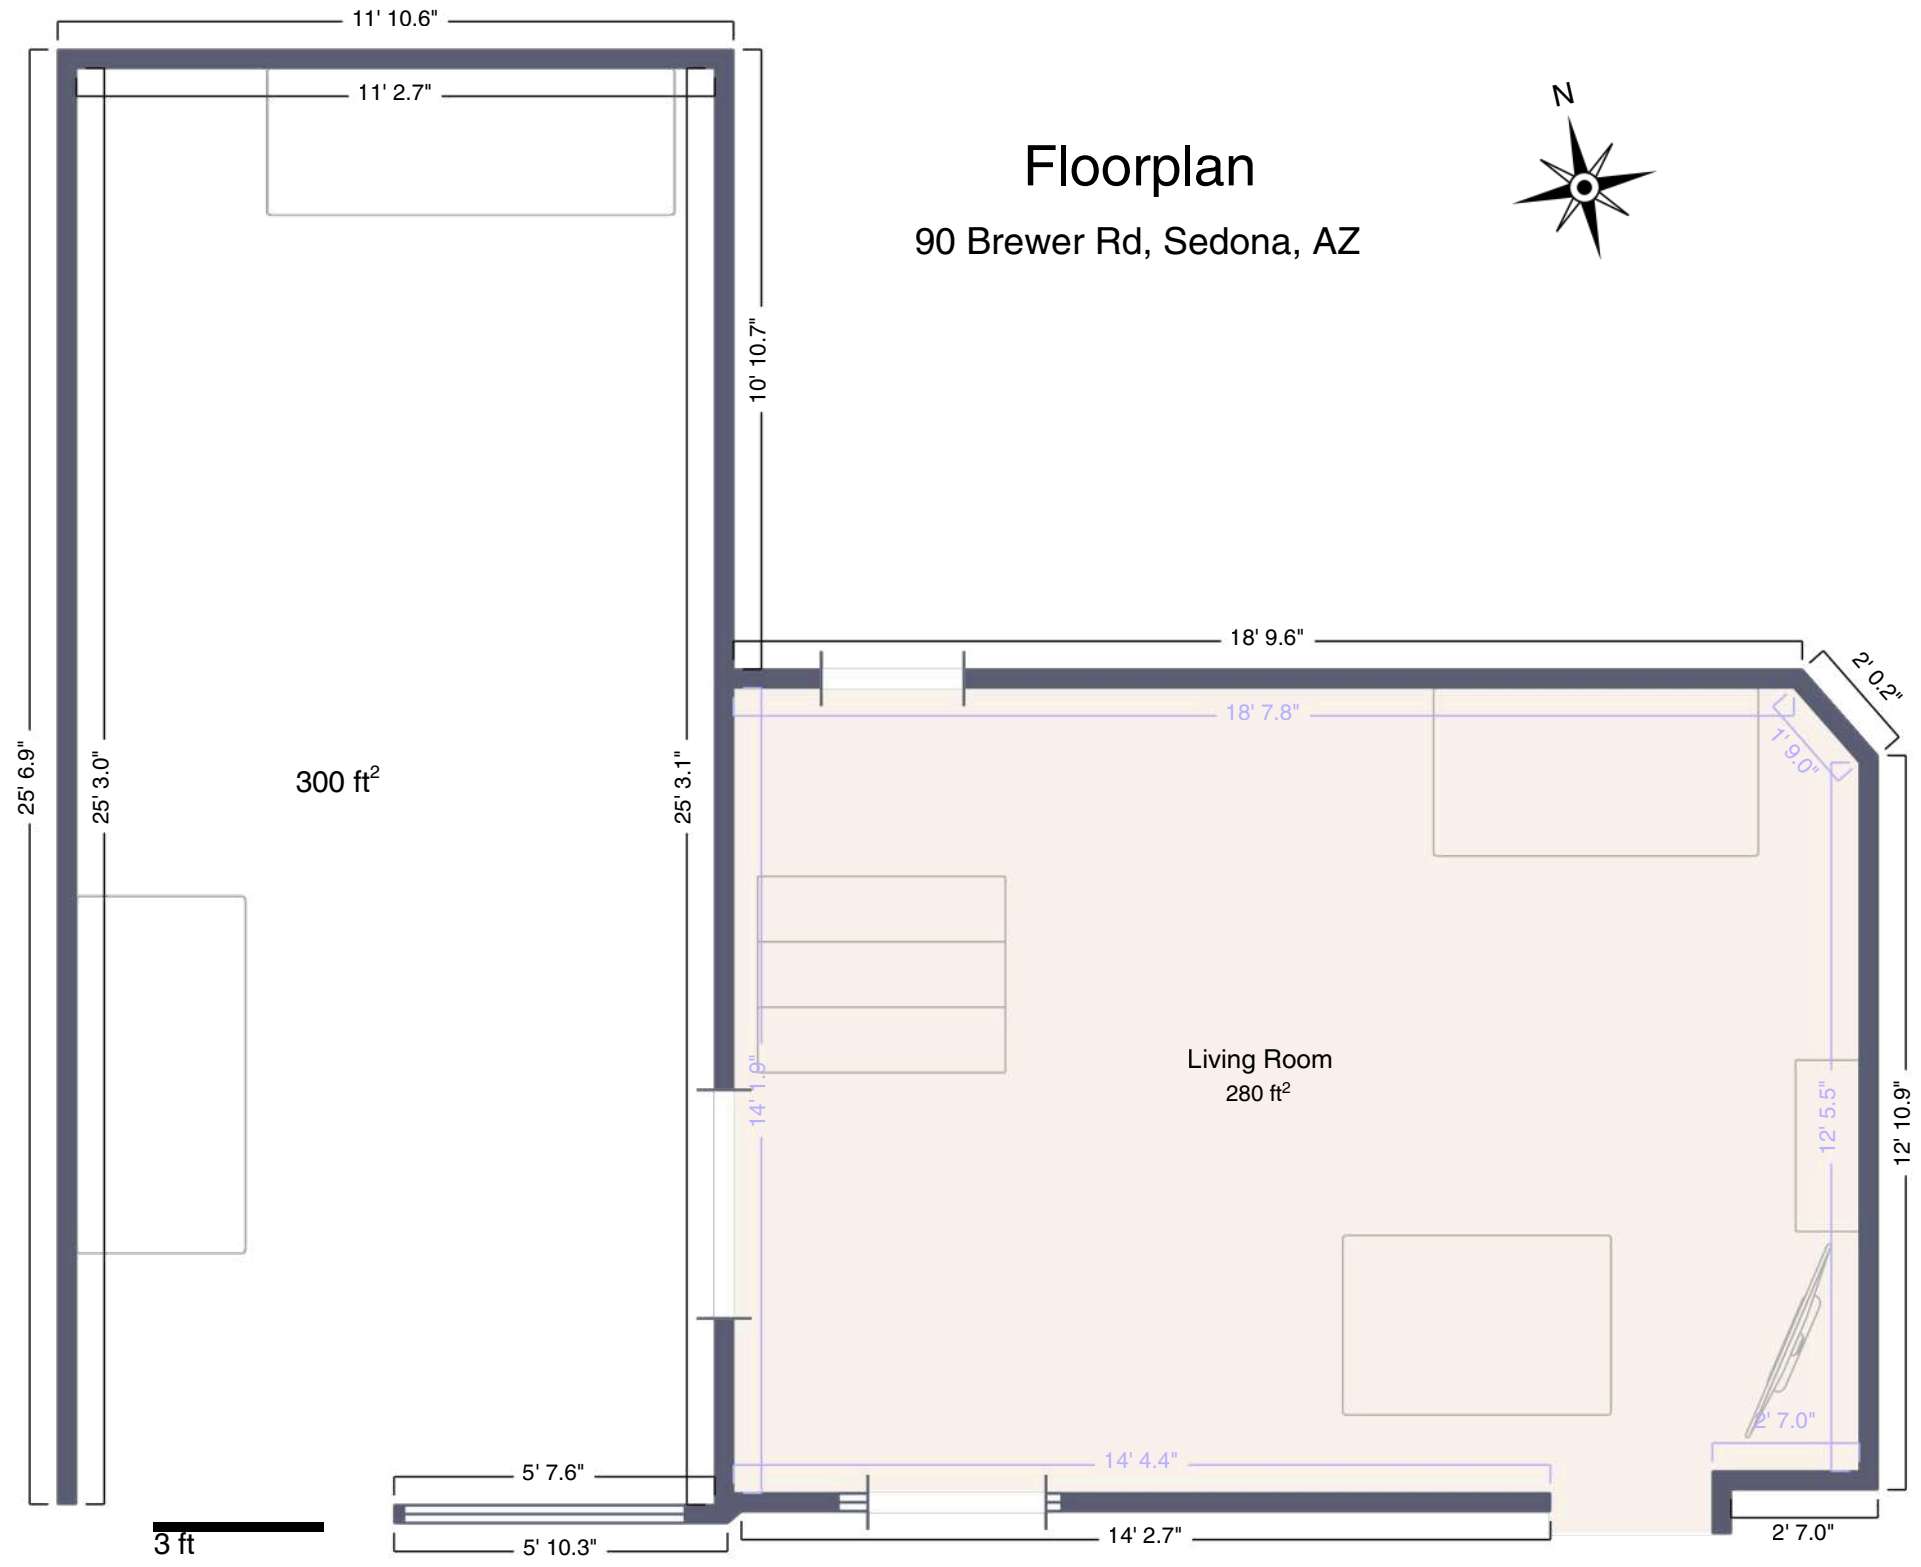 11' 10.6"
11' 2.7"
N
Floorplan
90 Brewer Rd, Sedona, AZ
10' 10.7"
18' 9.6"
2' 0.2"
18' 7.8"
1' 9.0"
25' 6.9"
25' 3.0"
300 ft²
25' 3.1"
14' 1.9"
Living Room
280 ft²
12' 5.5"
12' 10.9"
2' 7.0"
14' 4.4"
5' 7.6"
5' 10.3"
14' 2.7"
2' 7.0"
3 ft